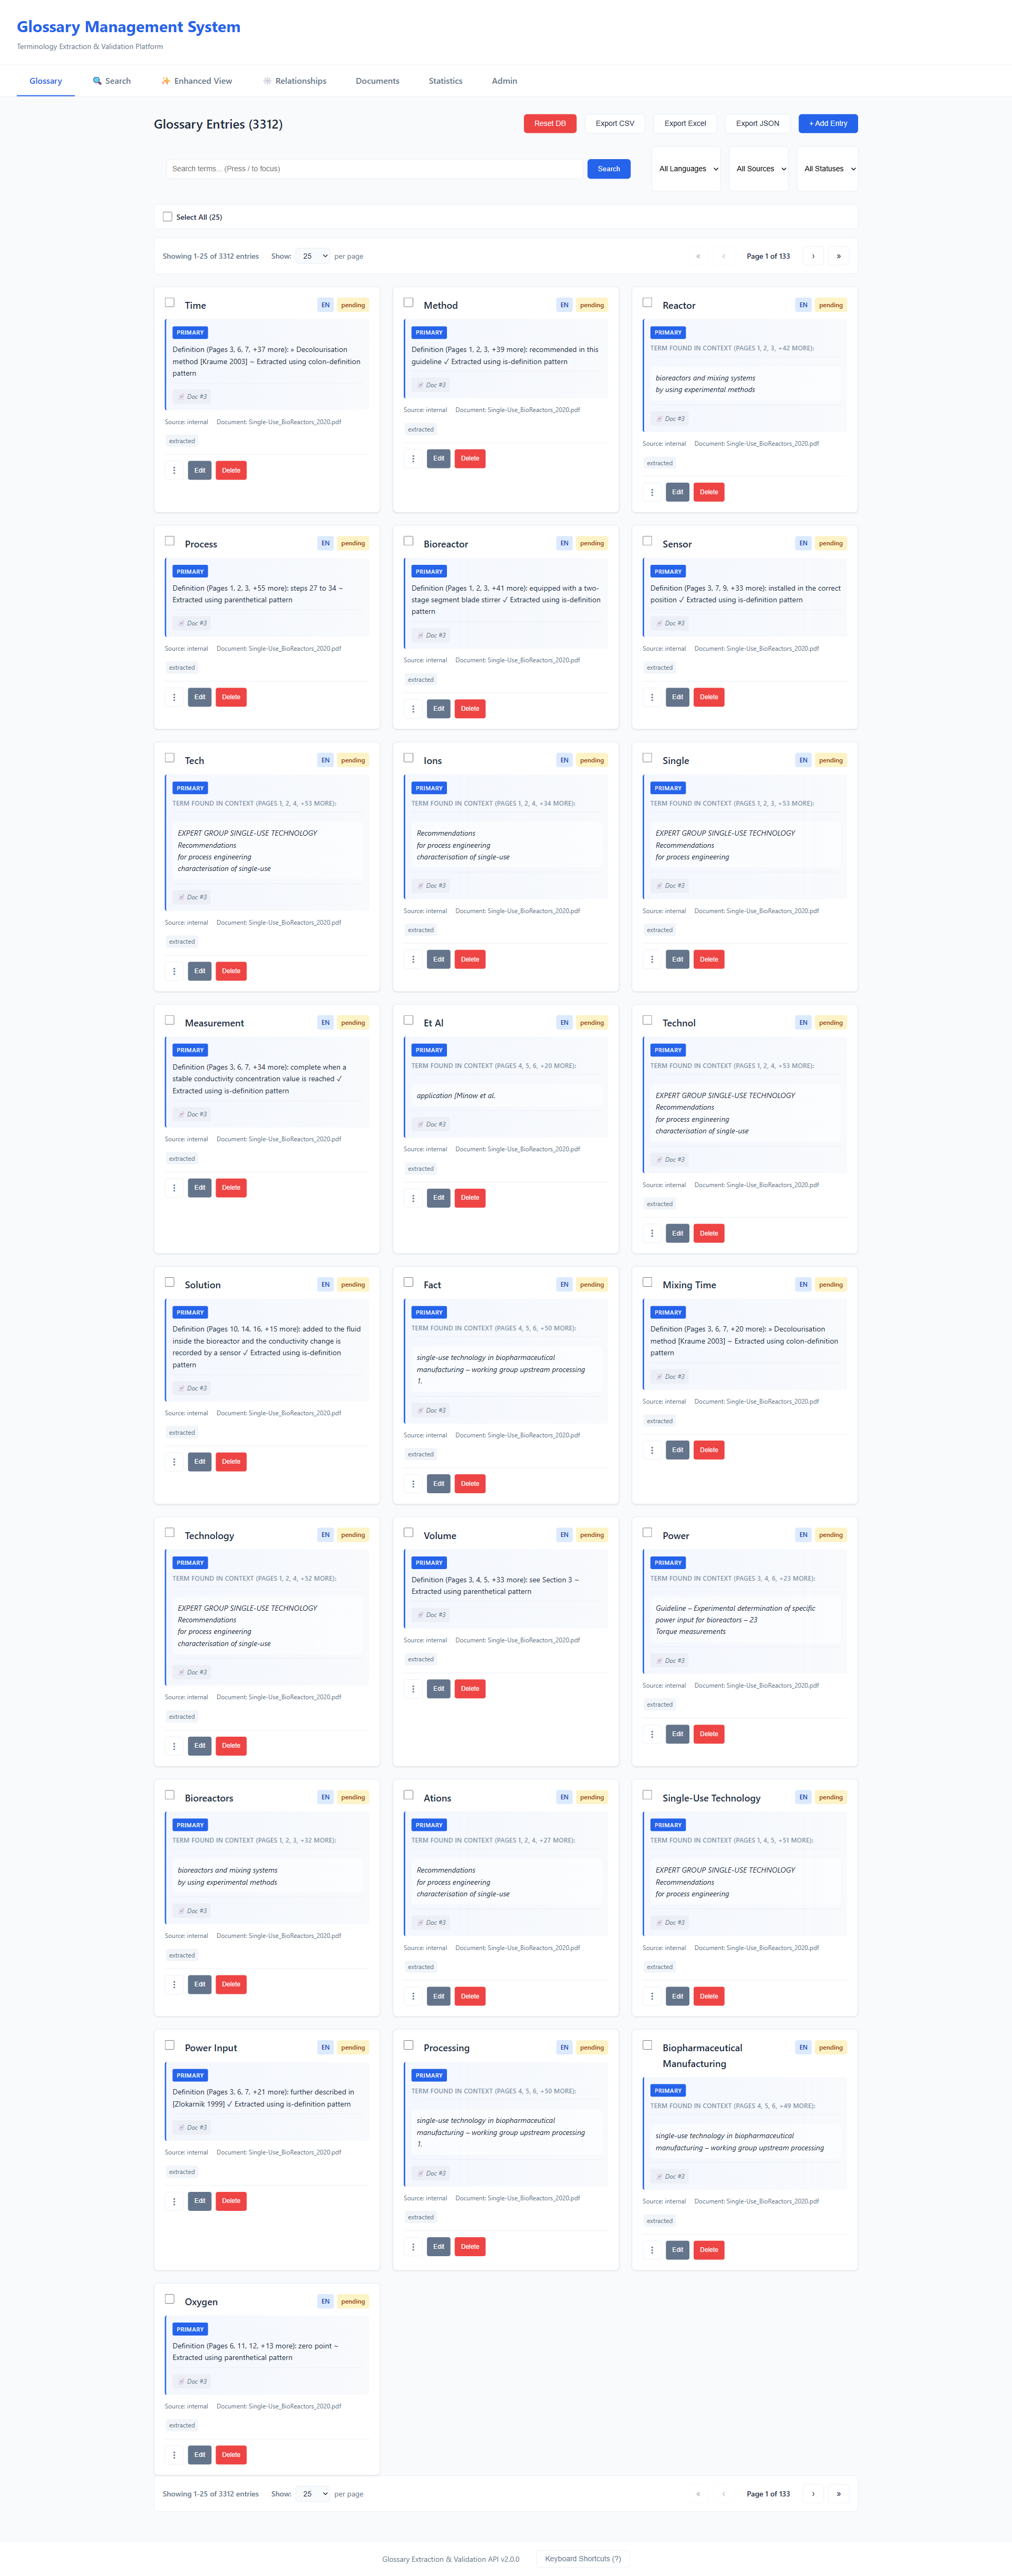 Glossary Management System
Terminology Extraction & Validation Platform
Glossary
Search
Enhanced View
Relationships
Documents
Statistics
Admin
Glossary Entries (3312)
Reset DB
Export CSV
Export Excel
Export JSON
+ Add Entry
Search terms... (Press / to focus)
Search
All Languages
All Sources
All Statuses
Select All (25)
Showing 1-25 of 3312 entries
Show: 25 per page
« ‹ Page 1 of 133 › »
Time
EN pending
PRIMARY
Definition (Pages 3, 6, 7, +37 more): » Decolourisation
method [Kraume 2003] ~ Extracted using colon-definition
pattern
Doc #3
Source: internal Document: Single-Use_BioReactors_2020.pdf
extracted
⋮ Edit Delete
Method
EN pending
PRIMARY
Definition (Pages 1, 2, 3, +39 more): recommended in this
guideline ✓ Extracted using is-definition pattern
Doc #3
Source: internal Document: Single-Use_BioReactors_2020.pdf
extracted
⋮ Edit Delete
Reactor
EN pending
PRIMARY
TERM FOUND IN CONTEXT (PAGES 1, 2, 3, +42 MORE):
bioreactors and mixing systems
by using experimental methods
Doc #3
Source: internal Document: Single-Use_BioReactors_2020.pdf
extracted
⋮ Edit Delete
Process
EN pending
PRIMARY
Definition (Pages 1, 2, 3, +55 more): steps 27 to 34 ~
Extracted using parenthetical pattern
Doc #3
Source: internal Document: Single-Use_BioReactors_2020.pdf
extracted
⋮ Edit Delete
Bioreactor
EN pending
PRIMARY
Definition (Pages 1, 2, 3, +41 more): equipped with a two-
stage segment blade stirrer ✓ Extracted using is-definition
pattern
Doc #3
Source: internal Document: Single-Use_BioReactors_2020.pdf
extracted
⋮ Edit Delete
Sensor
EN pending
PRIMARY
Definition (Pages 3, 7, 9, +33 more): installed in the correct
position ✓ Extracted using is-definition pattern
Doc #3
Source: internal Document: Single-Use_BioReactors_2020.pdf
extracted
⋮ Edit Delete
Tech
EN pending
PRIMARY
TERM FOUND IN CONTEXT (PAGES 1, 2, 4, +53 MORE):
EXPERT GROUP SINGLE-USE TECHNOLOGY
Recommendations
for process engineering
characterisation of single-use
Doc #3
Source: internal Document: Single-Use_BioReactors_2020.pdf
extracted
⋮ Edit Delete
Ions
EN pending
PRIMARY
TERM FOUND IN CONTEXT (PAGES 1, 2, 4, +34 MORE):
Recommendations
for process engineering
characterisation of single-use
Doc #3
Source: internal Document: Single-Use_BioReactors_2020.pdf
extracted
⋮ Edit Delete
Single
EN pending
PRIMARY
TERM FOUND IN CONTEXT (PAGES 1, 2, 3, +53 MORE):
EXPERT GROUP SINGLE-USE TECHNOLOGY
Recommendations
for process engineering
Doc #3
Source: internal Document: Single-Use_BioReactors_2020.pdf
extracted
⋮ Edit Delete
Measurement
EN pending
PRIMARY
Definition (Pages 3, 6, 7, +34 more): complete when a
stable conductivity concentration value is reached ✓
Extracted using is-definition pattern
Doc #3
Source: internal Document: Single-Use_BioReactors_2020.pdf
extracted
⋮ Edit Delete
Et Al
EN pending
PRIMARY
TERM FOUND IN CONTEXT (PAGES 4, 5, 6, +20 MORE):
application [Minow et al.
Doc #3
Source: internal Document: Single-Use_BioReactors_2020.pdf
extracted
⋮ Edit Delete
Technol
EN pending
PRIMARY
TERM FOUND IN CONTEXT (PAGES 1, 2, 4, +53 MORE):
EXPERT GROUP SINGLE-USE TECHNOLOGY
Recommendations
for process engineering
characterisation of single-use
Doc #3
Source: internal Document: Single-Use_BioReactors_2020.pdf
extracted
⋮ Edit Delete
Solution
EN pending
PRIMARY
Definition (Pages 10, 14, 16, +15 more): added to the fluid
inside the bioreactor and the conductivity change is
recorded by a sensor ✓ Extracted using is-definition
pattern
Doc #3
Source: internal Document: Single-Use_BioReactors_2020.pdf
extracted
⋮ Edit Delete
Fact
EN pending
PRIMARY
TERM FOUND IN CONTEXT (PAGES 4, 5, 6, +50 MORE):
single-use technology in biopharmaceutical
manufacturing – working group upstream processing
1.
Doc #3
Source: internal Document: Single-Use_BioReactors_2020.pdf
extracted
⋮ Edit Delete
Mixing Time
EN pending
PRIMARY
Definition (Pages 3, 6, 7, +20 more): » Decolourisation
method [Kraume 2003] ~ Extracted using colon-definition
pattern
Doc #3
Source: internal Document: Single-Use_BioReactors_2020.pdf
extracted
⋮ Edit Delete
Technology
EN pending
PRIMARY
TERM FOUND IN CONTEXT (PAGES 1, 2, 4, +52 MORE):
EXPERT GROUP SINGLE-USE TECHNOLOGY
Recommendations
for process engineering
characterisation of single-use
Doc #3
Source: internal Document: Single-Use_BioReactors_2020.pdf
extracted
⋮ Edit Delete
Volume
EN pending
PRIMARY
Definition (Pages 3, 4, 5, +33 more): see Section 3 ~
Extracted using parenthetical pattern
Doc #3
Source: internal Document: Single-Use_BioReactors_2020.pdf
extracted
⋮ Edit Delete
Power
EN pending
PRIMARY
TERM FOUND IN CONTEXT (PAGES 3, 4, 6, +23 MORE):
Guideline – Experimental determination of specific
power input for bioreactors – 23
Torque measurements
Doc #3
Source: internal Document: Single-Use_BioReactors_2020.pdf
extracted
⋮ Edit Delete
Bioreactors
EN pending
PRIMARY
TERM FOUND IN CONTEXT (PAGES 1, 2, 3, +32 MORE):
bioreactors and mixing systems
by using experimental methods
Doc #3
Source: internal Document: Single-Use_BioReactors_2020.pdf
extracted
⋮ Edit Delete
Ations
EN pending
PRIMARY
TERM FOUND IN CONTEXT (PAGES 1, 2, 4, +27 MORE):
Recommendations
for process engineering
characterisation of single-use
Doc #3
Source: internal Document: Single-Use_BioReactors_2020.pdf
extracted
⋮ Edit Delete
Single-Use Technology
EN pending
PRIMARY
TERM FOUND IN CONTEXT (PAGES 1, 4, 5, +51 MORE):
EXPERT GROUP SINGLE-USE TECHNOLOGY
Recommendations
for process engineering
Doc #3
Source: internal Document: Single-Use_BioReactors_2020.pdf
extracted
⋮ Edit Delete
Power Input
EN pending
PRIMARY
Definition (Pages 3, 6, 7, +21 more): further described in
[Zlokarnik 1999] ✓ Extracted using is-definition pattern
Doc #3
Source: internal Document: Single-Use_BioReactors_2020.pdf
extracted
⋮ Edit Delete
Processing
EN pending
PRIMARY
TERM FOUND IN CONTEXT (PAGES 4, 5, 6, +50 MORE):
single-use technology in biopharmaceutical
manufacturing – working group upstream processing
1.
Doc #3
Source: internal Document: Single-Use_BioReactors_2020.pdf
extracted
⋮ Edit Delete
Biopharmaceutical
Manufacturing
EN pending
PRIMARY
TERM FOUND IN CONTEXT (PAGES 4, 5, 6, +49 MORE):
single-use technology in biopharmaceutical
manufacturing – working group upstream processing
Doc #3
Source: internal Document: Single-Use_BioReactors_2020.pdf
extracted
⋮ Edit Delete
Oxygen
EN pending
PRIMARY
Definition (Pages 6, 11, 12, +13 more): zero point ~
Extracted using parenthetical pattern
Doc #3
Source: internal Document: Single-Use_BioReactors_2020.pdf
extracted
⋮ Edit Delete
Showing 1-25 of 3312 entries
Show: 25 per page
« ‹ Page 1 of 133 › »
Glossary Extraction & Validation API v2.0.0
Keyboard Shortcuts (?)